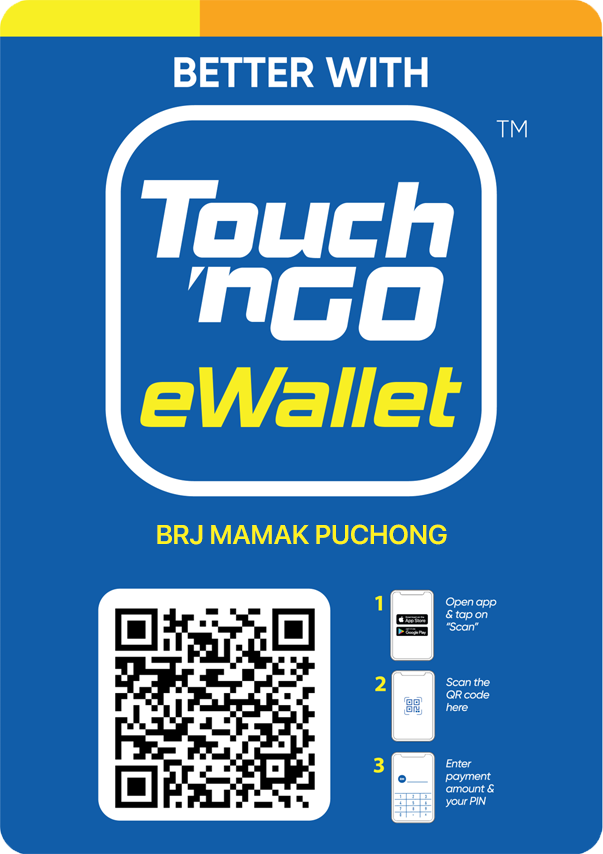 BETTER WITH
TM
Touch
'nGO
eWallet
BRJ MAMAK PUCHONG
1
Open app
& tap on
"Scan"
App Store
Google Play
2
Scan the
QR code
here
3
Enter
payment
amount &
your PIN